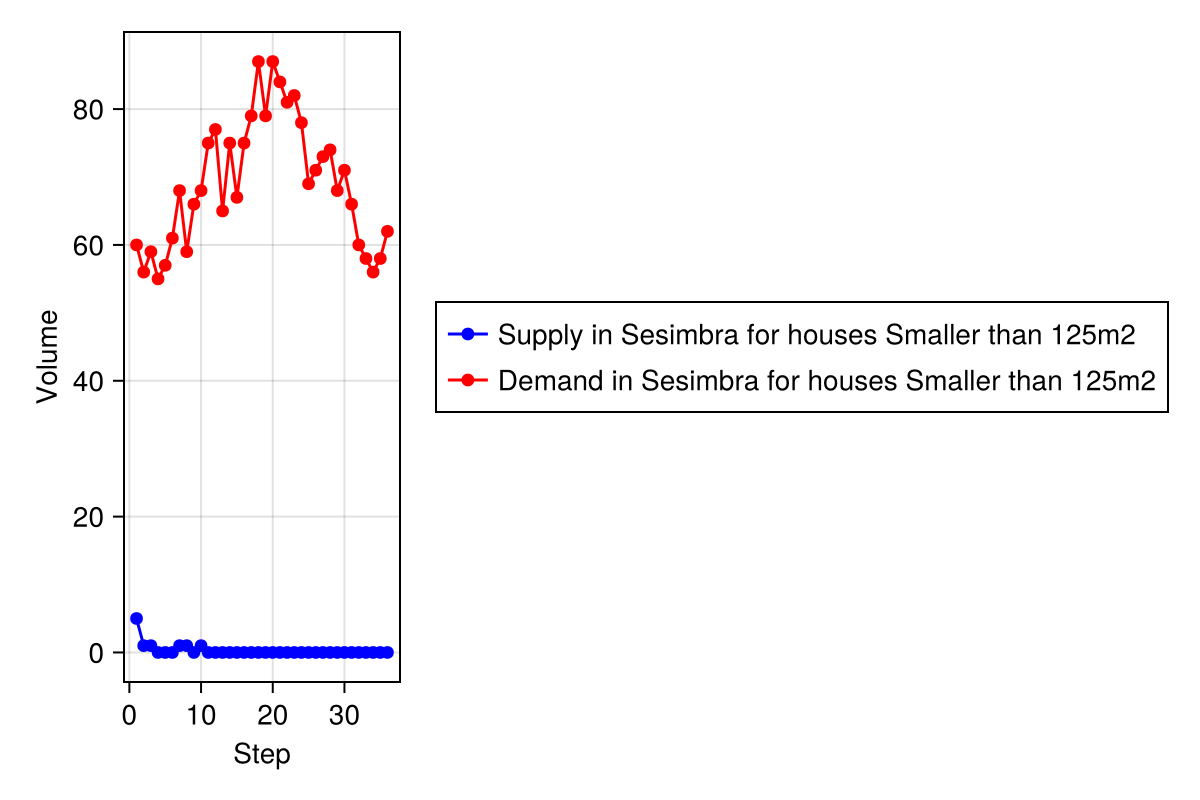 Volume
80
60
40
20
0
0 10 20 30
Step
Supply in Sesimbra for houses Smaller than 125m2
Demand in Sesimbra for houses Smaller than 125m2